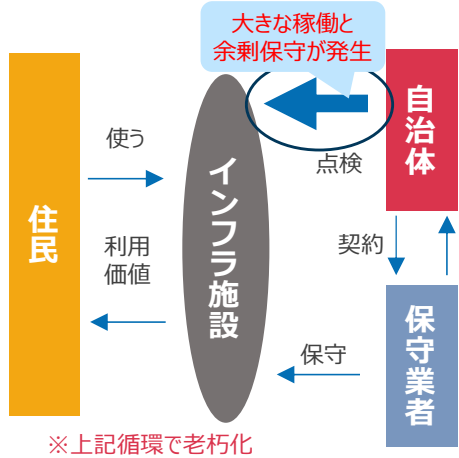 大きな稼働と
余剰保守が発生
自治体
使う
点検
インフラ施設
住民
利用
価値
契約
保守業者
保守
※上記循環で老朽化